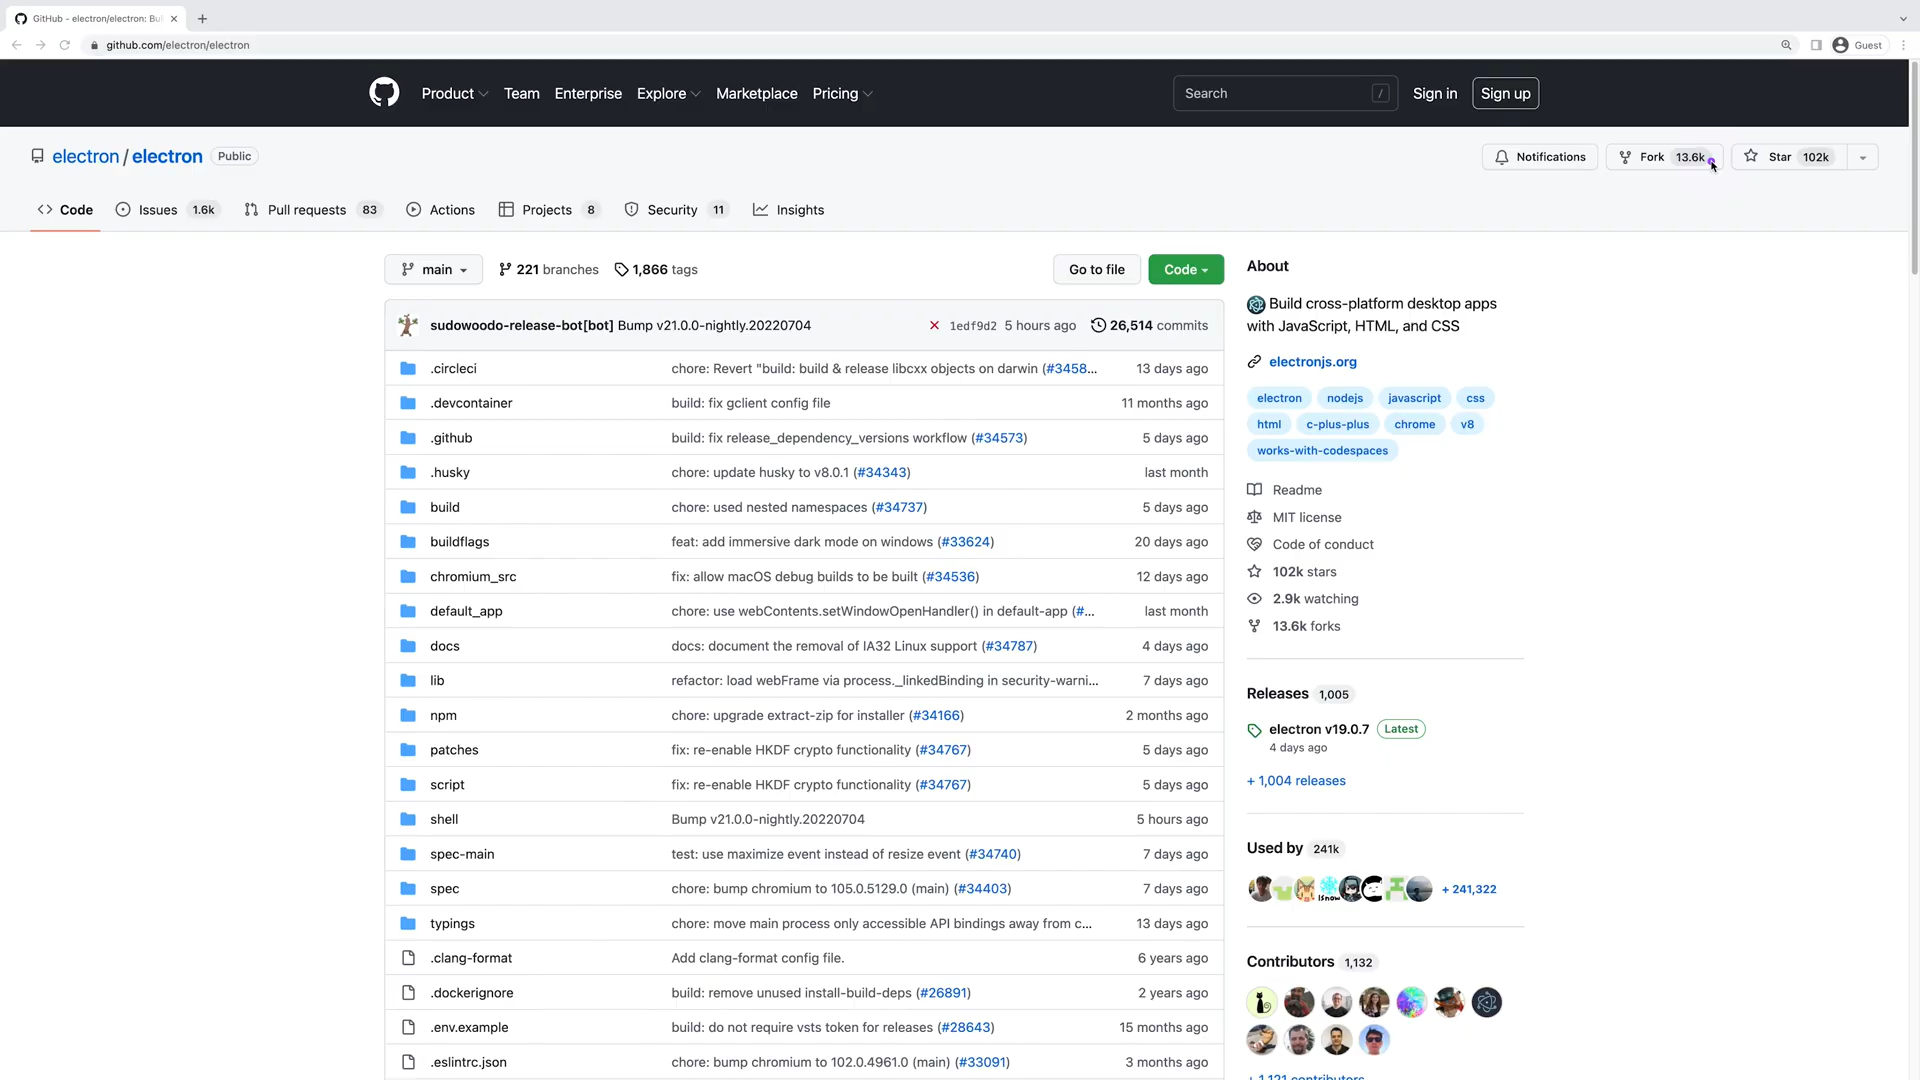 GitHub - electron/electron: Bu
github.com/electron/electron
Guest
Product Team Enterprise Explore Marketplace Pricing
Search /
Sign in Sign up
electron / electron Public
Notifications Fork 13.6k Star 102k
Code Issues 1.6k Pull requests 83 Actions Projects 8 Security 11 Insights
main 221 branches 1,866 tags Go to file Code
sudowoodo-release-bot[bot] Bump v21.0.0-nightly.20220704 1edf9d2 5 hours ago 26,514 commits
.circleci chore: Revert "build: build & release libcxx objects on darwin (#3458... 13 days ago
.devcontainer build: fix gclient config file 11 months ago
.github build: fix release_dependency_versions workflow (#34573) 5 days ago
.husky chore: update husky to v8.0.1 (#34343) last month
build chore: used nested namespaces (#34737) 5 days ago
buildflags feat: add immersive dark mode on windows (#33624) 20 days ago
chromium_src fix: allow macOS debug builds to be built (#34536) 12 days ago
default_app chore: use webContents.setWindowOpenHandler() in default-app (#... last month
docs docs: document the removal of IA32 Linux support (#34787) 4 days ago
lib refactor: load webFrame via process._linkedBinding in security-warni... 7 days ago
npm chore: upgrade extract-zip for installer (#34166) 2 months ago
patches fix: re-enable HKDF crypto functionality (#34767) 5 days ago
script fix: re-enable HKDF crypto functionality (#34767) 5 days ago
shell Bump v21.0.0-nightly.20220704 5 hours ago
spec-main test: use maximize event instead of resize event (#34740) 7 days ago
spec chore: bump chromium to 105.0.5129.0 (main) (#34403) 7 days ago
typings chore: move main process only accessible API bindings away from c... 13 days ago
.clang-format Add clang-format config file. 6 years ago
.dockerignore build: remove unused install-build-deps (#26891) 2 years ago
.env.example build: do not require vsts token for releases (#28643) 15 months ago
.eslintrc.json chore: bump chromium to 102.0.4961.0 (main) (#33091) 3 months ago
About
Build cross-platform desktop apps
with JavaScript, HTML, and CSS
electronjs.org
electron nodejs javascript css
html c-plus-plus chrome v8
works-with-codespaces
Readme
MIT license
Code of conduct
102k stars
2.9k watching
13.6k forks
Releases 1,005
electron v19.0.7 Latest
4 days ago
+ 1,004 releases
Used by 241k
+ 241,322
Contributors 1,132
+ 1,121 contributors